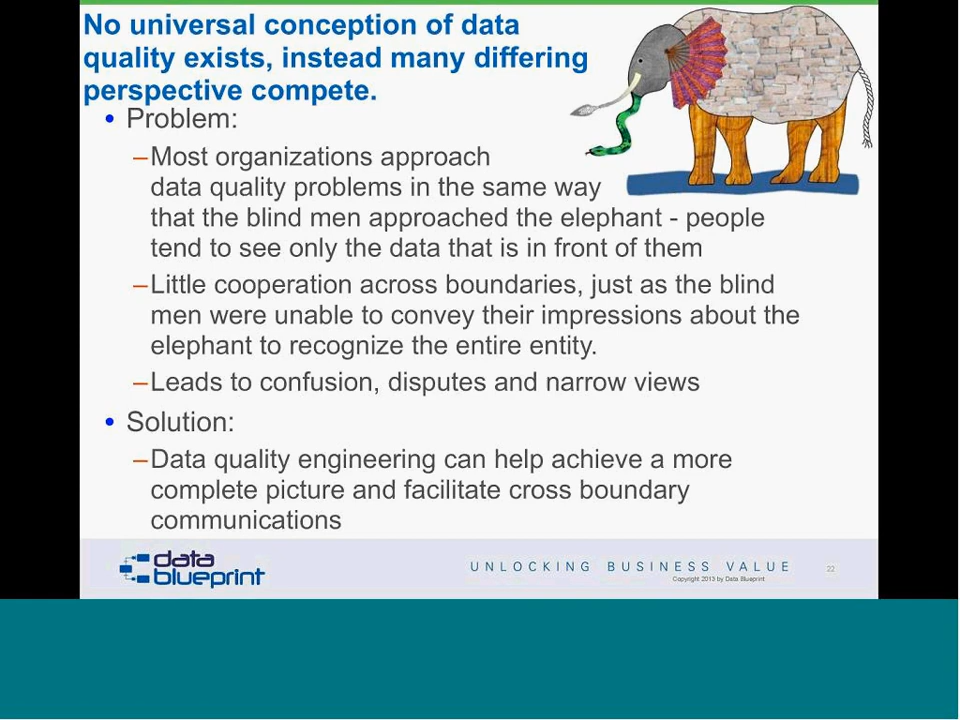 No universal conception of data
quality exists, instead many differing
perspective compete.
• Problem:
–Most organizations approach
data quality problems in the same way
that the blind men approached the elephant - people
tend to see only the data that is in front of them
–Little cooperation across boundaries, just as the blind
men were unable to convey their impressions about the
elephant to recognize the entire entity.
–Leads to confusion, disputes and narrow views
• Solution:
–Data quality engineering can help achieve a more
complete picture and facilitate cross boundary
communications
data
blueprint
UNLOCKING BUSINESS VALUE
22
Copyright 2013 by Data Blueprint